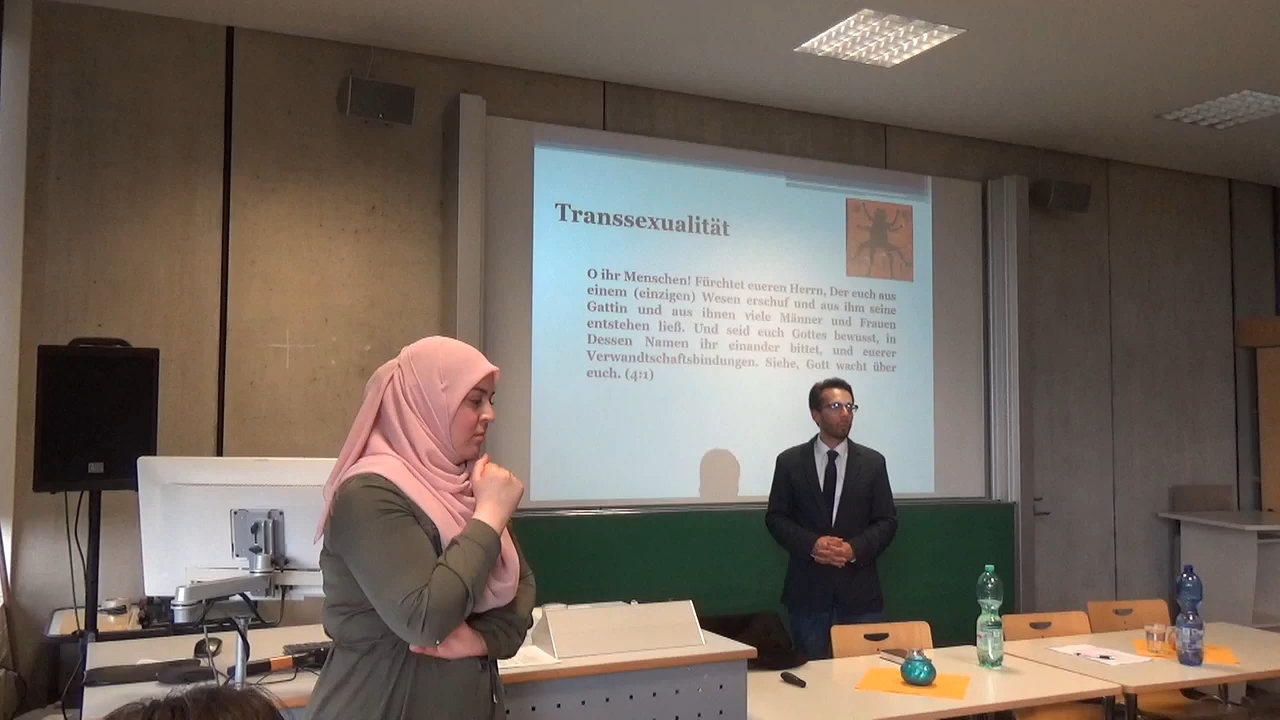 Transsexualität
O ihr Menschen! Fürchtet eueren Herrn, Der euch aus
einem (einzigen) Wesen erschuf und aus ihm seine
Gattin und aus ihnen viele Männer und Frauen
entstehen ließ. Und seid euch Gottes bewusst, in
Dessen Namen ihr einander bittet, und euerer
Verwandtschaftsbindungen. Siehe, Gott wacht über
euch. (4:1)